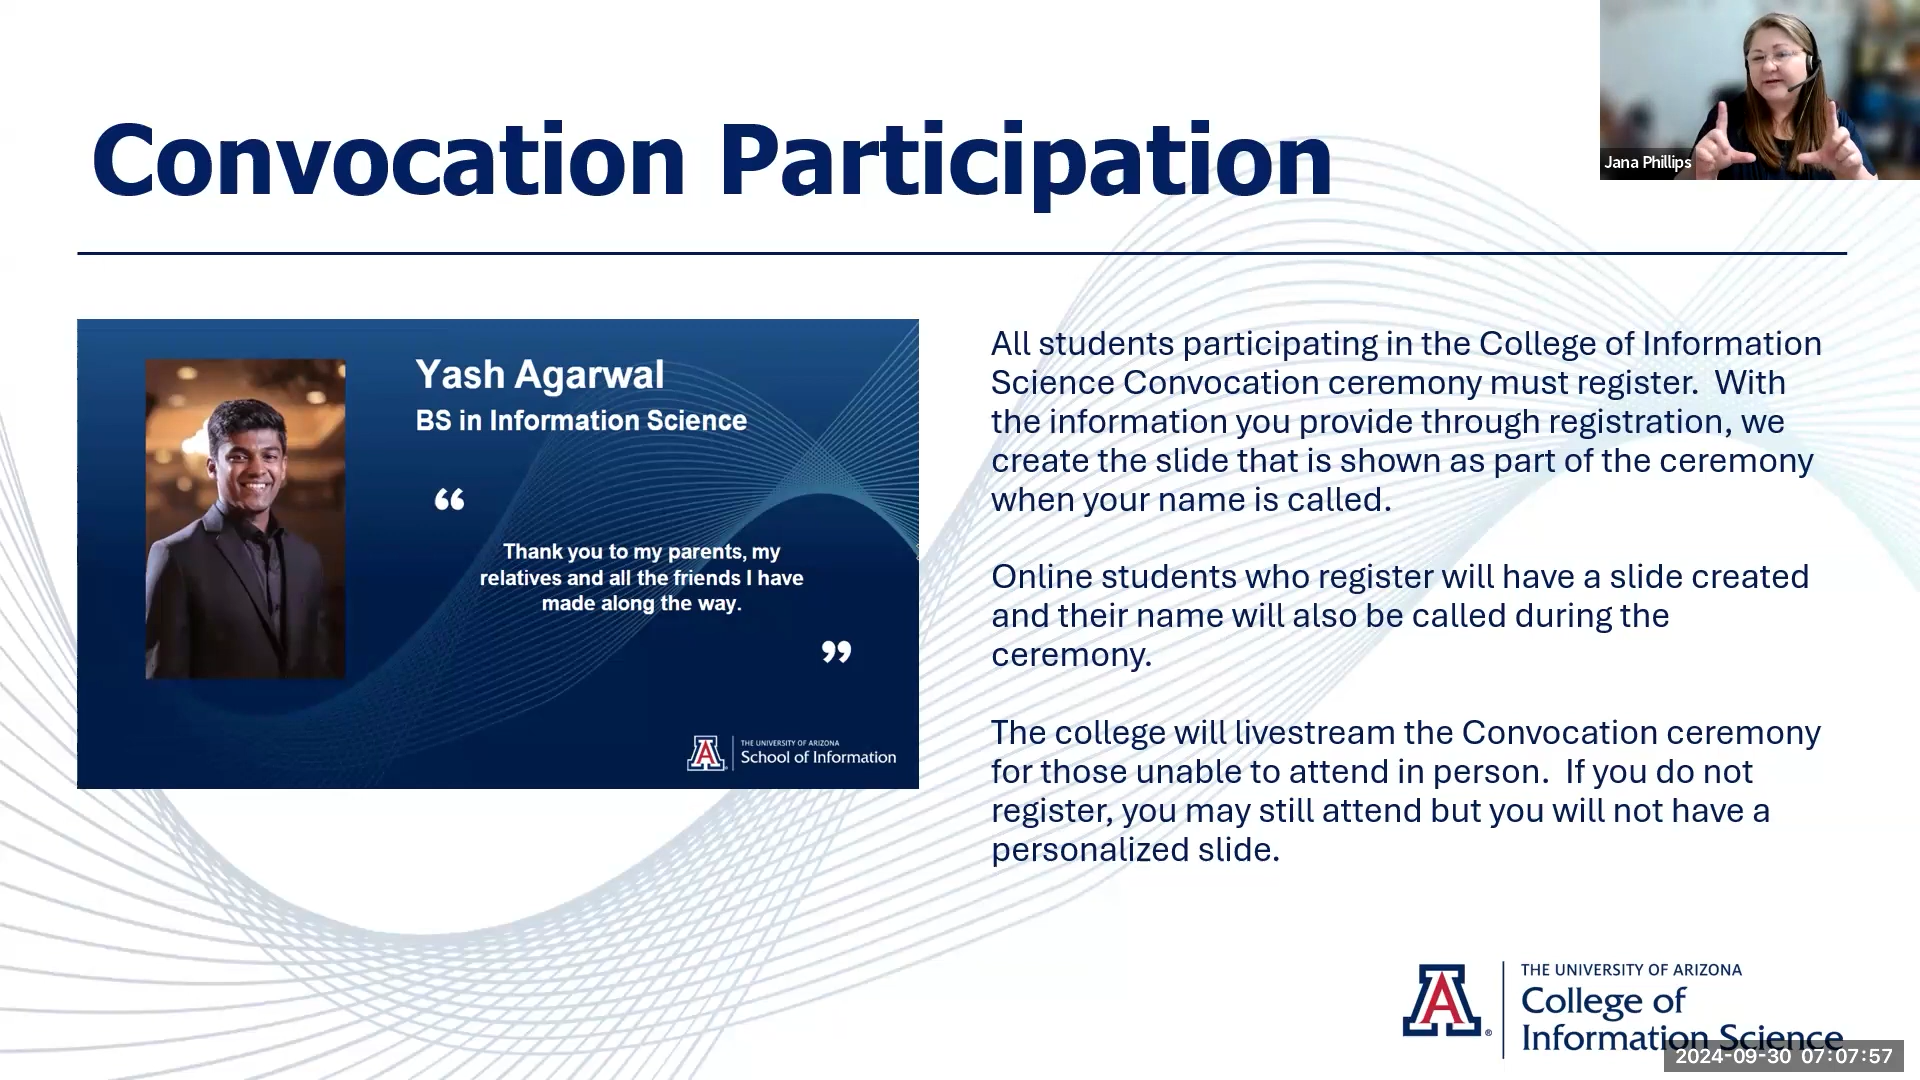 Convocation Participation
Jana Phillips
Yash Agarwal
BS in Information Science
“
Thank you to my parents, my
relatives and all the friends I have
made along the way.
”
THE UNIVERSITY OF ARIZONA
School of Information
All students participating in the College of Information
Science Convocation ceremony must register.  With
the information you provide through registration, we
create the slide that is shown as part of the ceremony
when your name is called.
Online students who register will have a slide created
and their name will also be called during the
ceremony.
The college will livestream the Convocation ceremony
for those unable to attend in person.  If you do not
register, you may still attend but you will not have a
personalized slide.
A
®
THE UNIVERSITY OF ARIZONA
College of
Information Science
2024-09-30 07:07:57